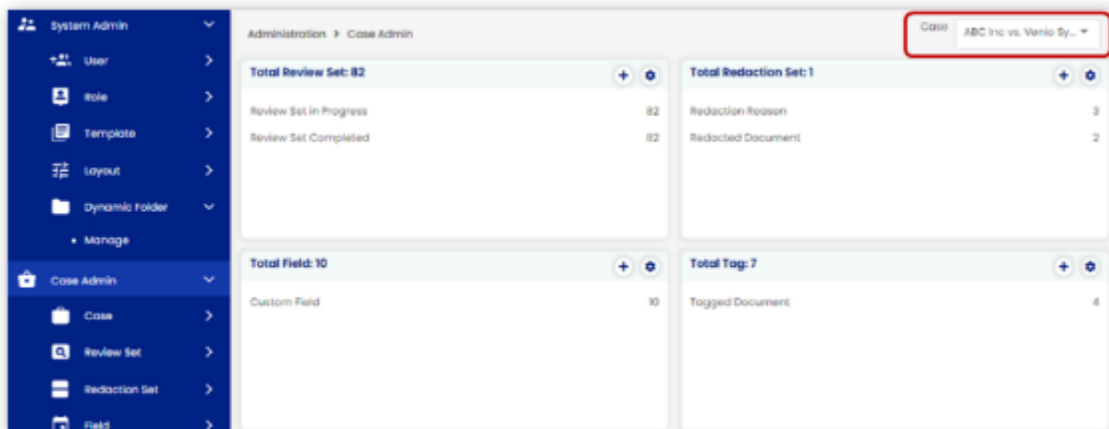 System Admin
User
Role
Template
Layout
Dynamic Folder
Manage
Case Admin
Case
Review Set
Redaction Set
Field
Administration > Case Admin
Case ABC Inc vs. Venio Sy...
Total Review Set: 82
Review Set in Progress 82
Review Set Completed 82
Total Redaction Set: 1
Redaction Reason 3
Redacted Document 2
Total Field: 10
Custom Field 10
Total Tag: 7
Tagged Document 4